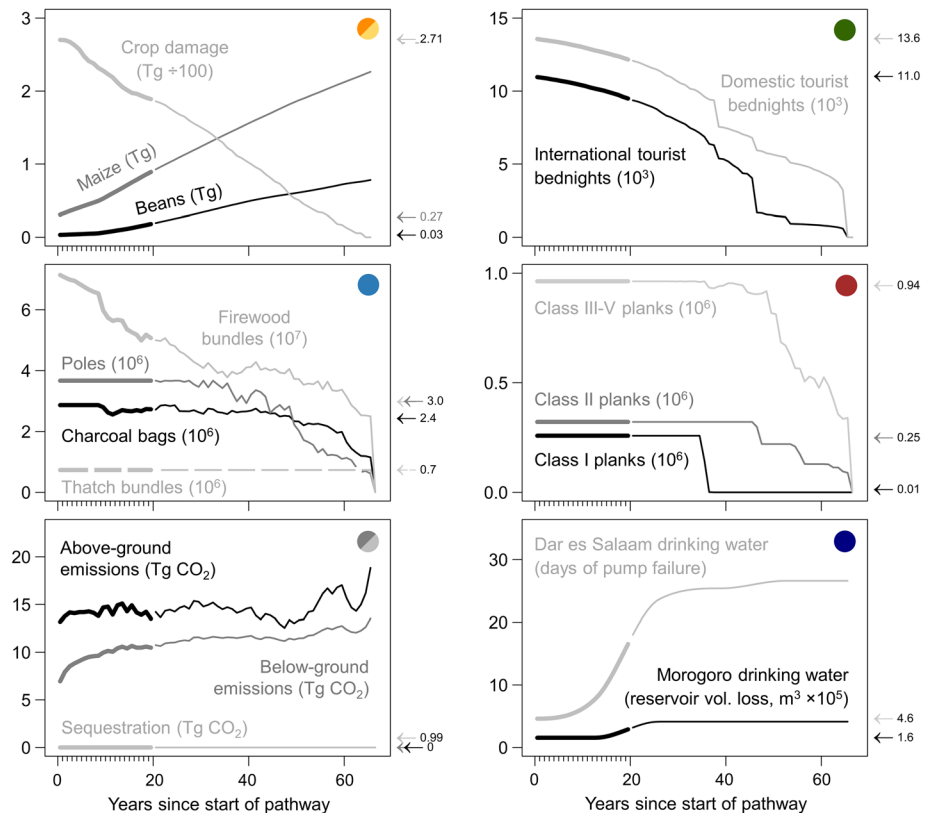 3
2
1
0
Crop damage
(Tg ÷100)
Maize (Tg)
Beans (Tg)
2.71
0.27
0.03
15
10
5
0
Domestic tourist
bednights (10³)
International tourist
bednights (10³)
13.6
11.0
6
4
2
0
Firewood
bundles (10⁷)
Poles (10⁶)
Charcoal bags (10⁶)
Thatch bundles (10⁶)
3.0
2.4
0.7
1.0
0.5
0.0
Class III-V planks (10⁶)
Class II planks (10⁶)
Class I planks (10⁶)
0.94
0.25
0.01
20
15
10
5
0
Above-ground
emissions (Tg CO₂)
Below-ground
emissions (Tg CO₂)
Sequestration (Tg CO₂)
0.99
0
0 20 40 60
Years since start of pathway
30
20
10
0
Dar es Salaam drinking water
(days of pump failure)
Morogoro drinking water
(reservoir vol. loss, m³ ×10⁵)
4.6
1.6
0 20 40 60
Years since start of pathway